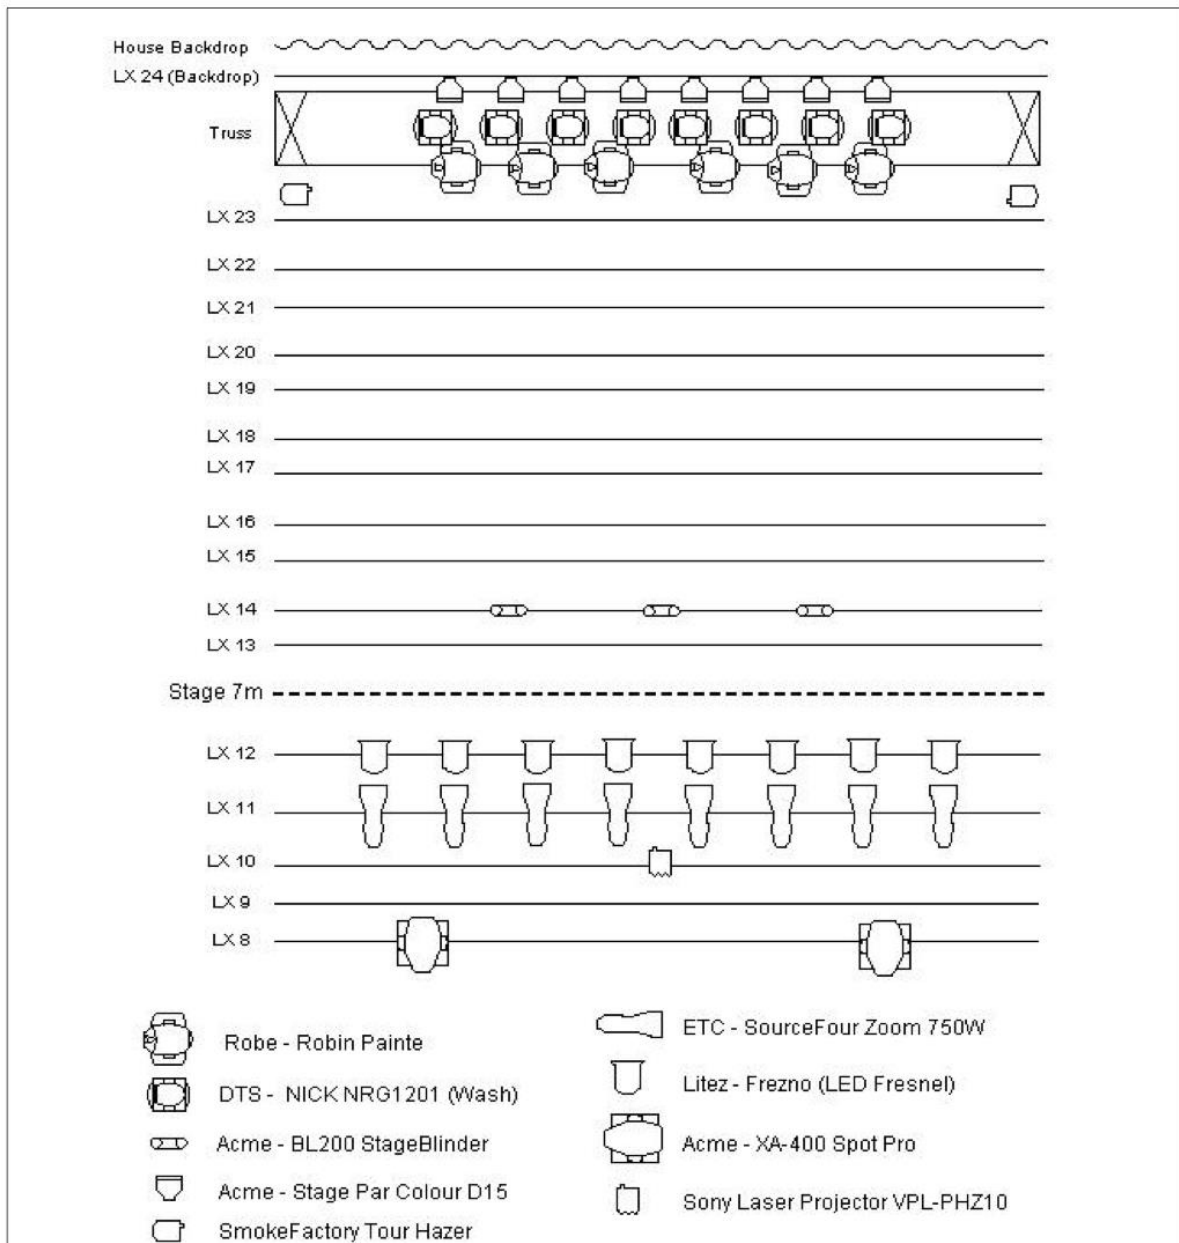 House Backdrop
LX 24 (Backdrop)
Truss
LX 23
LX 22
LX 21
LX 20
LX 19
LX 18
LX 17
LX 16
LX 15
LX 14
LX 13
Stage 7m
LX 12
LX 11
LX 10
LX 9
LX 8
Robe - Robin Painte
DTS - NICK NRG1201 (Wash)
Acme - BL200 StageBlinder
Acme - Stage Par Colour D15
SmokeFactory Tour Hazer
ETC - SourceFour Zoom 750W
Litez - Frezno (LED Fresnel)
Acme - XA-400 Spot Pro
Sony Laser Projector VPL-PHZ10